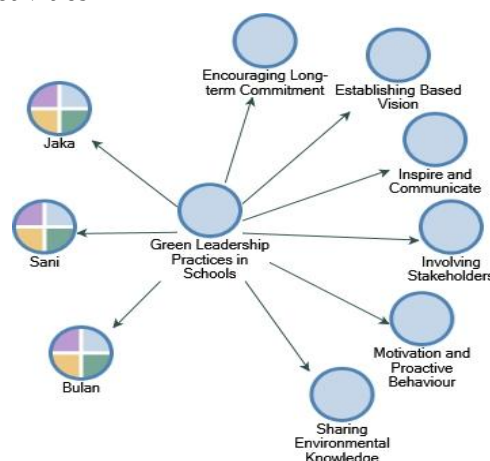 Encouraging Long-
term Commitment
Establishing Based
Vision
Jaka
Inspire and
Communicate
Sani
Green Leadership
Practices in
Schools
Involving
Stakeholders
Bulan
Motivation and
Proactive
Behaviour
Sharing
Environmental
Knowledge